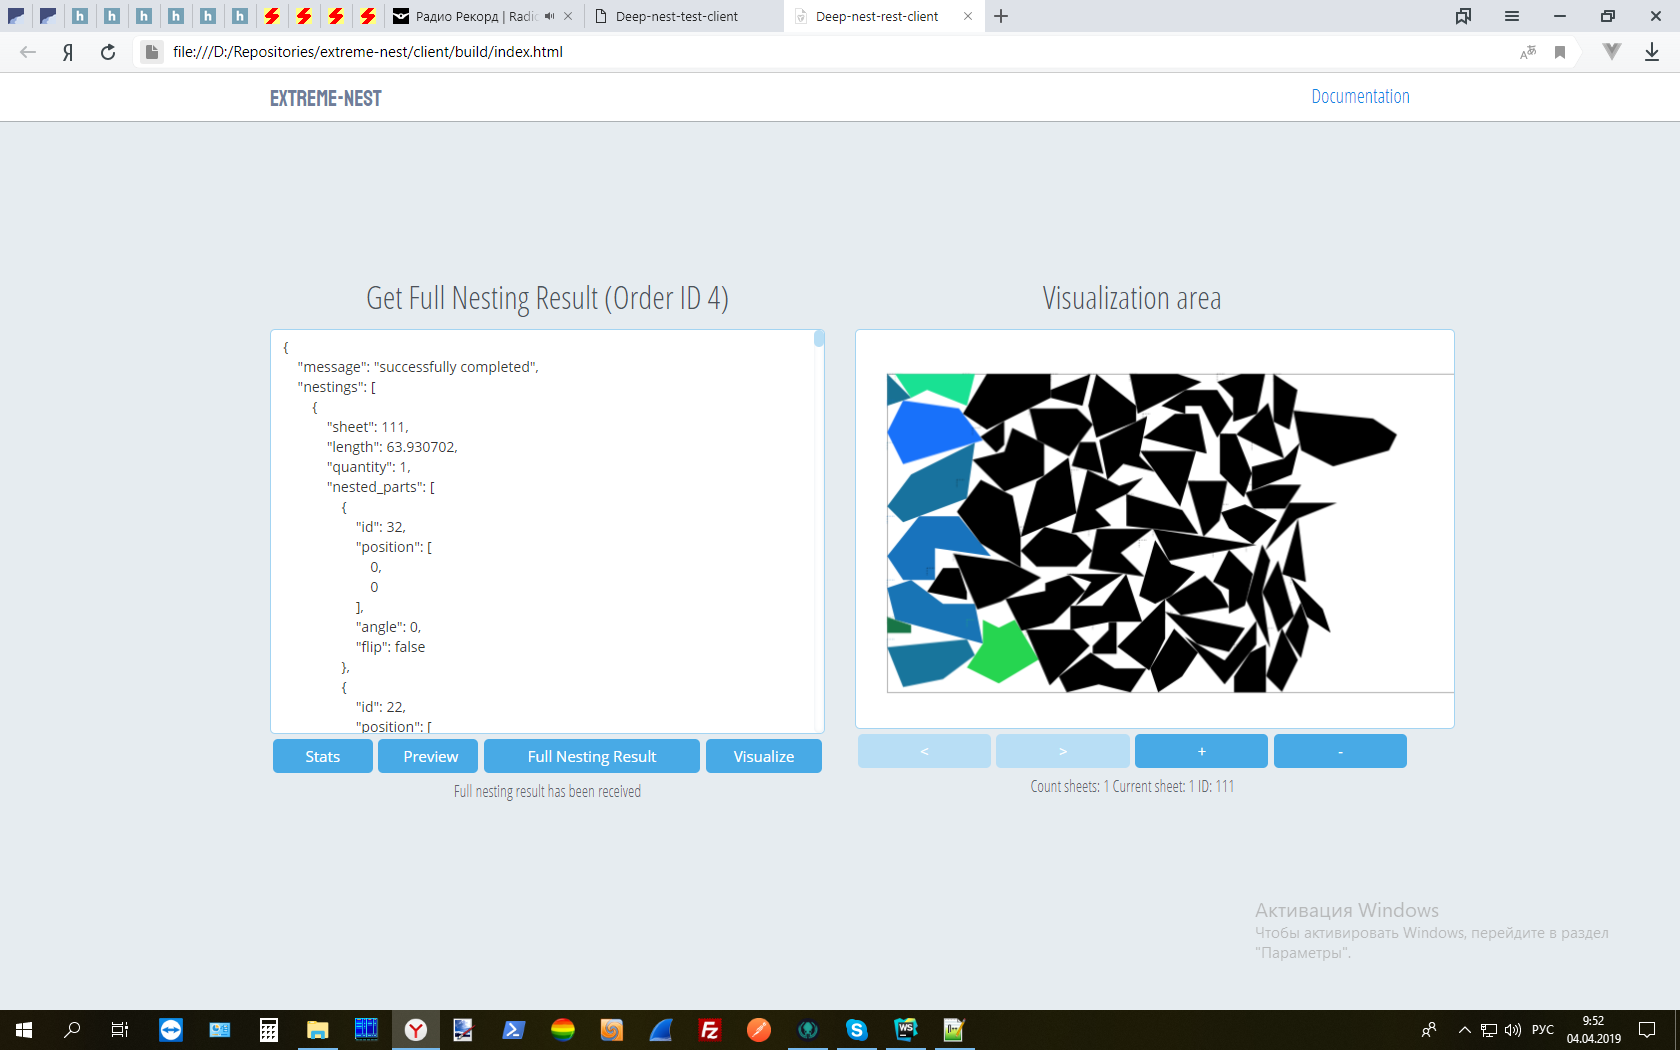 Радио Рекорд | Radi
Deep-nest-test-client
Deep-nest-rest-client
file:///D:/Repositories/extreme-nest/client/build/index.html
EXTREME-NEST
Documentation
Get Full Nesting Result (Order ID 4)
Visualization area
{
"message": "successfully completed",
"nestings": [
{
"sheet": 111,
"length": 63.930702,
"quantity": 1,
"nested_parts": [
{
"id": 32,
"position": [
0,
0
],
"angle": 0,
"flip": false
},
{
"id": 22,
"position": [
Stats
Preview
Full Nesting Result
Visualize
<
>
+
-
Full nesting result has been received
Count sheets: 1 Current sheet: 1 ID: 111
Активация Windows
Чтобы активировать Windows, перейдите в раздел
"Параметры".
РУС
9:52
04.04.2019